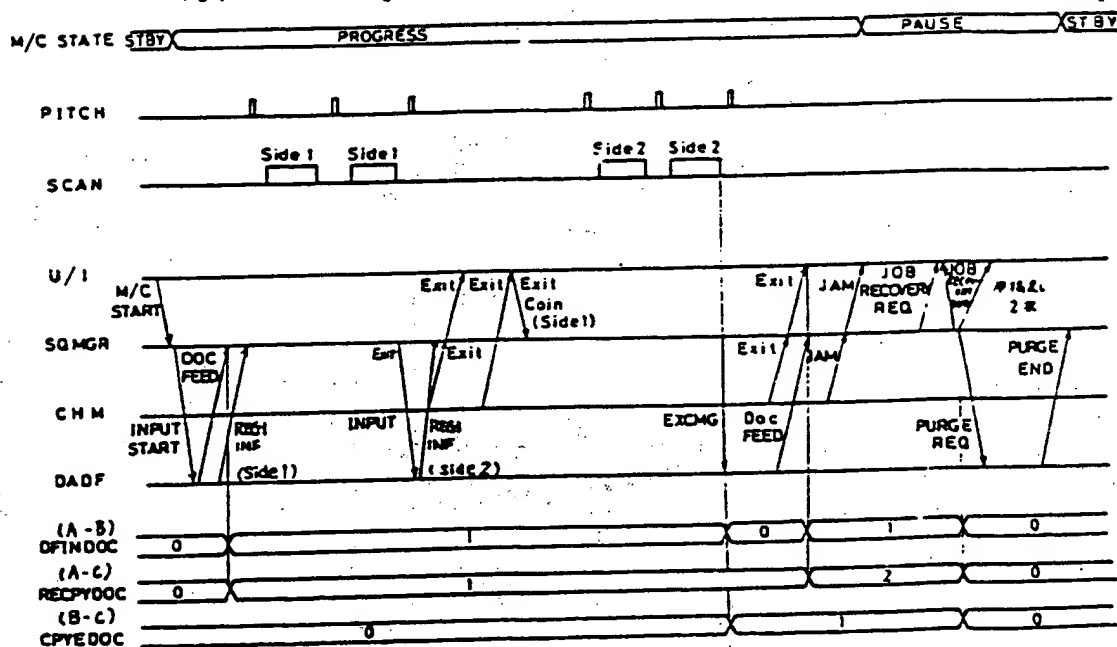 M/C STATE STBY PROGRESS PAUSE STBY
PITCH
Side 1 Side 1 Side 2 Side 2
SCAN
U/I
M/C START
Exit Exit Exit
Coin (Side1)
Exit JAM
JOB RECOVERY REQ
JOB
2
SQMGR
DOC FEED
Exit
Exit JAM
PURGE END
CHM
INPUT START
REGI INF (Side1)
INPUT
REGI INF (side2)
EXCMG
Doc FEED
PURGE REQ
DADF
(A-B)
DFINDOC 0 1 0 1 0
(A-C)
RECPYDOC 0 1 2 0
(B-C)
CPYEDOC 0 1 0